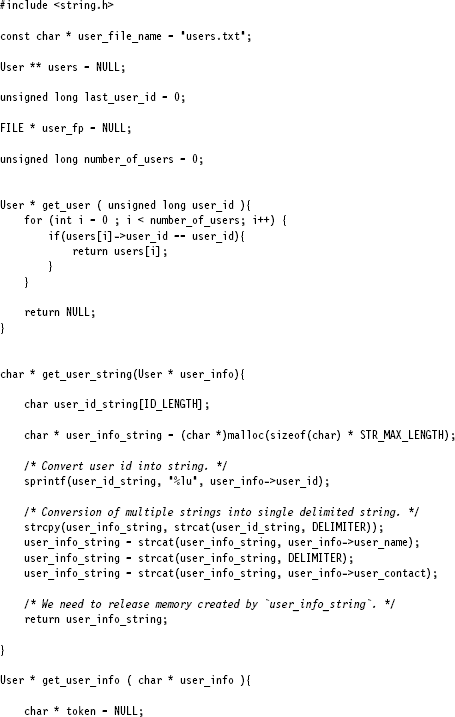 #include <string.h>
const char * user_file_name = "users.txt";
User ** users = NULL;
unsigned long last_user_id = 0;
FILE * user_fp = NULL;
unsigned long number_of_users = 0;
User * get_user ( unsigned long user_id ){
for (int i = 0 ; i < number_of_users; i++) {
if(users[i]->user_id == user_id){
return users[i];
}
}
return NULL;
}
char * get_user_string(User * user_info){
char user_id_string[ID_LENGTH];
char * user_info_string = (char *)malloc(sizeof(char) * STR_MAX_LENGTH);
/* Convert user id into string. */
sprintf(user_id_string, "%lu", user_info->user_id);
/* Conversion of multiple strings into single delimited string. */
strcpy(user_info_string, strcat(user_id_string, DELIMITER));
user_info_string = strcat(user_info_string, user_info->user_name);
user_info_string = strcat(user_info_string, DELIMITER);
user_info_string = strcat(user_info_string, user_info->user_contact);
/* We need to release memory created by `user_info_string`. */
return user_info_string;
}
User * get_user_info ( char * user_info ){
char * token = NULL;